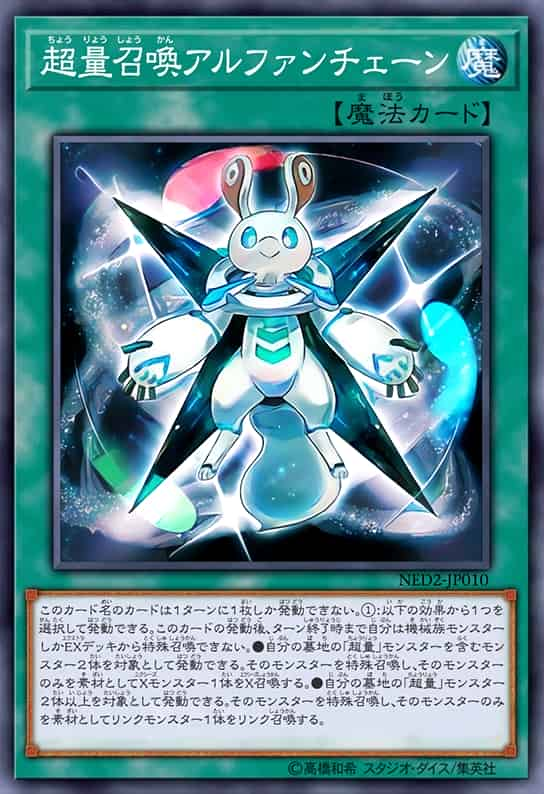 超量召喚アルファンチェーン 魔
【魔法カード】
NED2-JP010
このカード名のカードは1ターンに1枚しか発動できない。①:以下の効果から1つを
選択して発動できる。このカードの発動後、ターン終了時まで自分は機械族モンスター
しかEXデッキから特殊召喚できない。●自分の墓地の「超量」モンスターを含むモン
スター2体を対象として発動できる。そのモンスターを特殊召喚し、そのモンスター
のみを素材としてXモンスター1体をX召喚する。●自分の墓地の「超量」モンスター
2体以上を対象として発動できる。そのモンスターを特殊召喚し、そのモンスターのみ
を素材としてリンクモンスター1体をリンク召喚する。
©高橋和希 スタジオ・ダイス/集英社